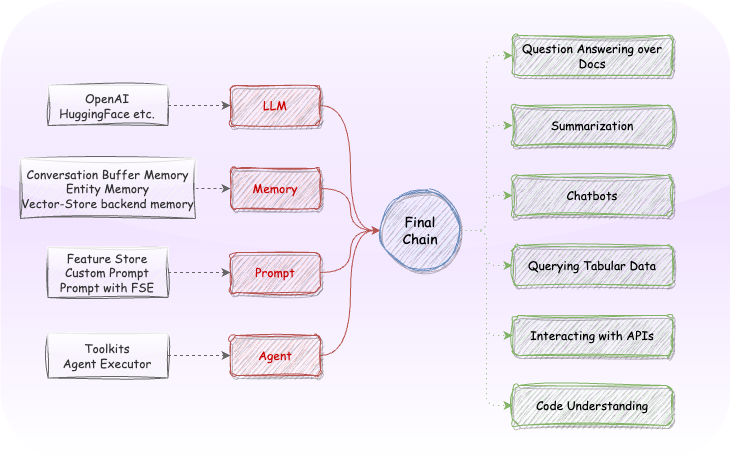 OpenAI
HuggingFace etc.
LLM
Conversation Buffer Memory
Entity Memory
Vector-Store backend memory
Memory
Feature Store
Custom Prompt
Prompt with FSE
Prompt
Toolkits
Agent Executor
Agent
Final
Chain
Question Answering over
Docs
Summarization
Chatbots
Querying Tabular Data
Interacting with APIs
Code Understanding